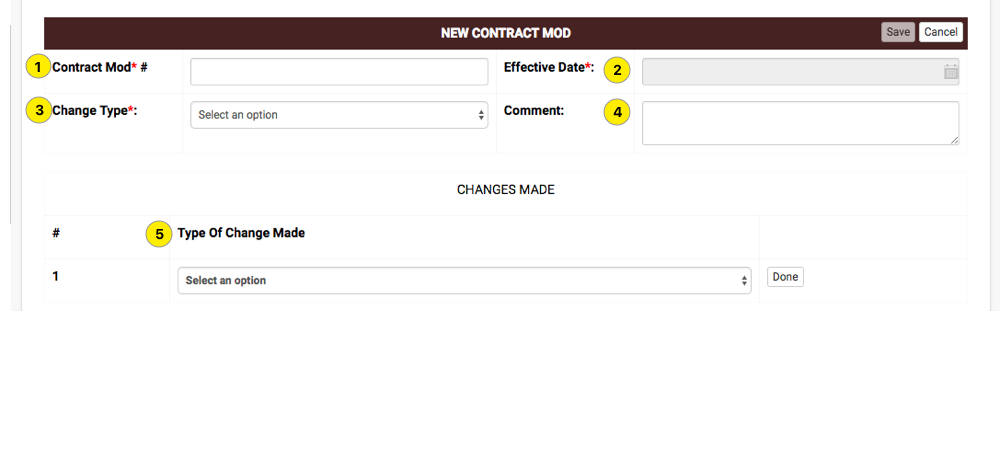 NEW CONTRACT MOD Save Cancel
1 Contract Mod* # Effective Date*: 2
3 Change Type*: Select an option Comment: 4
CHANGES MADE
# 5 Type Of Change Made
1 Select an option Done